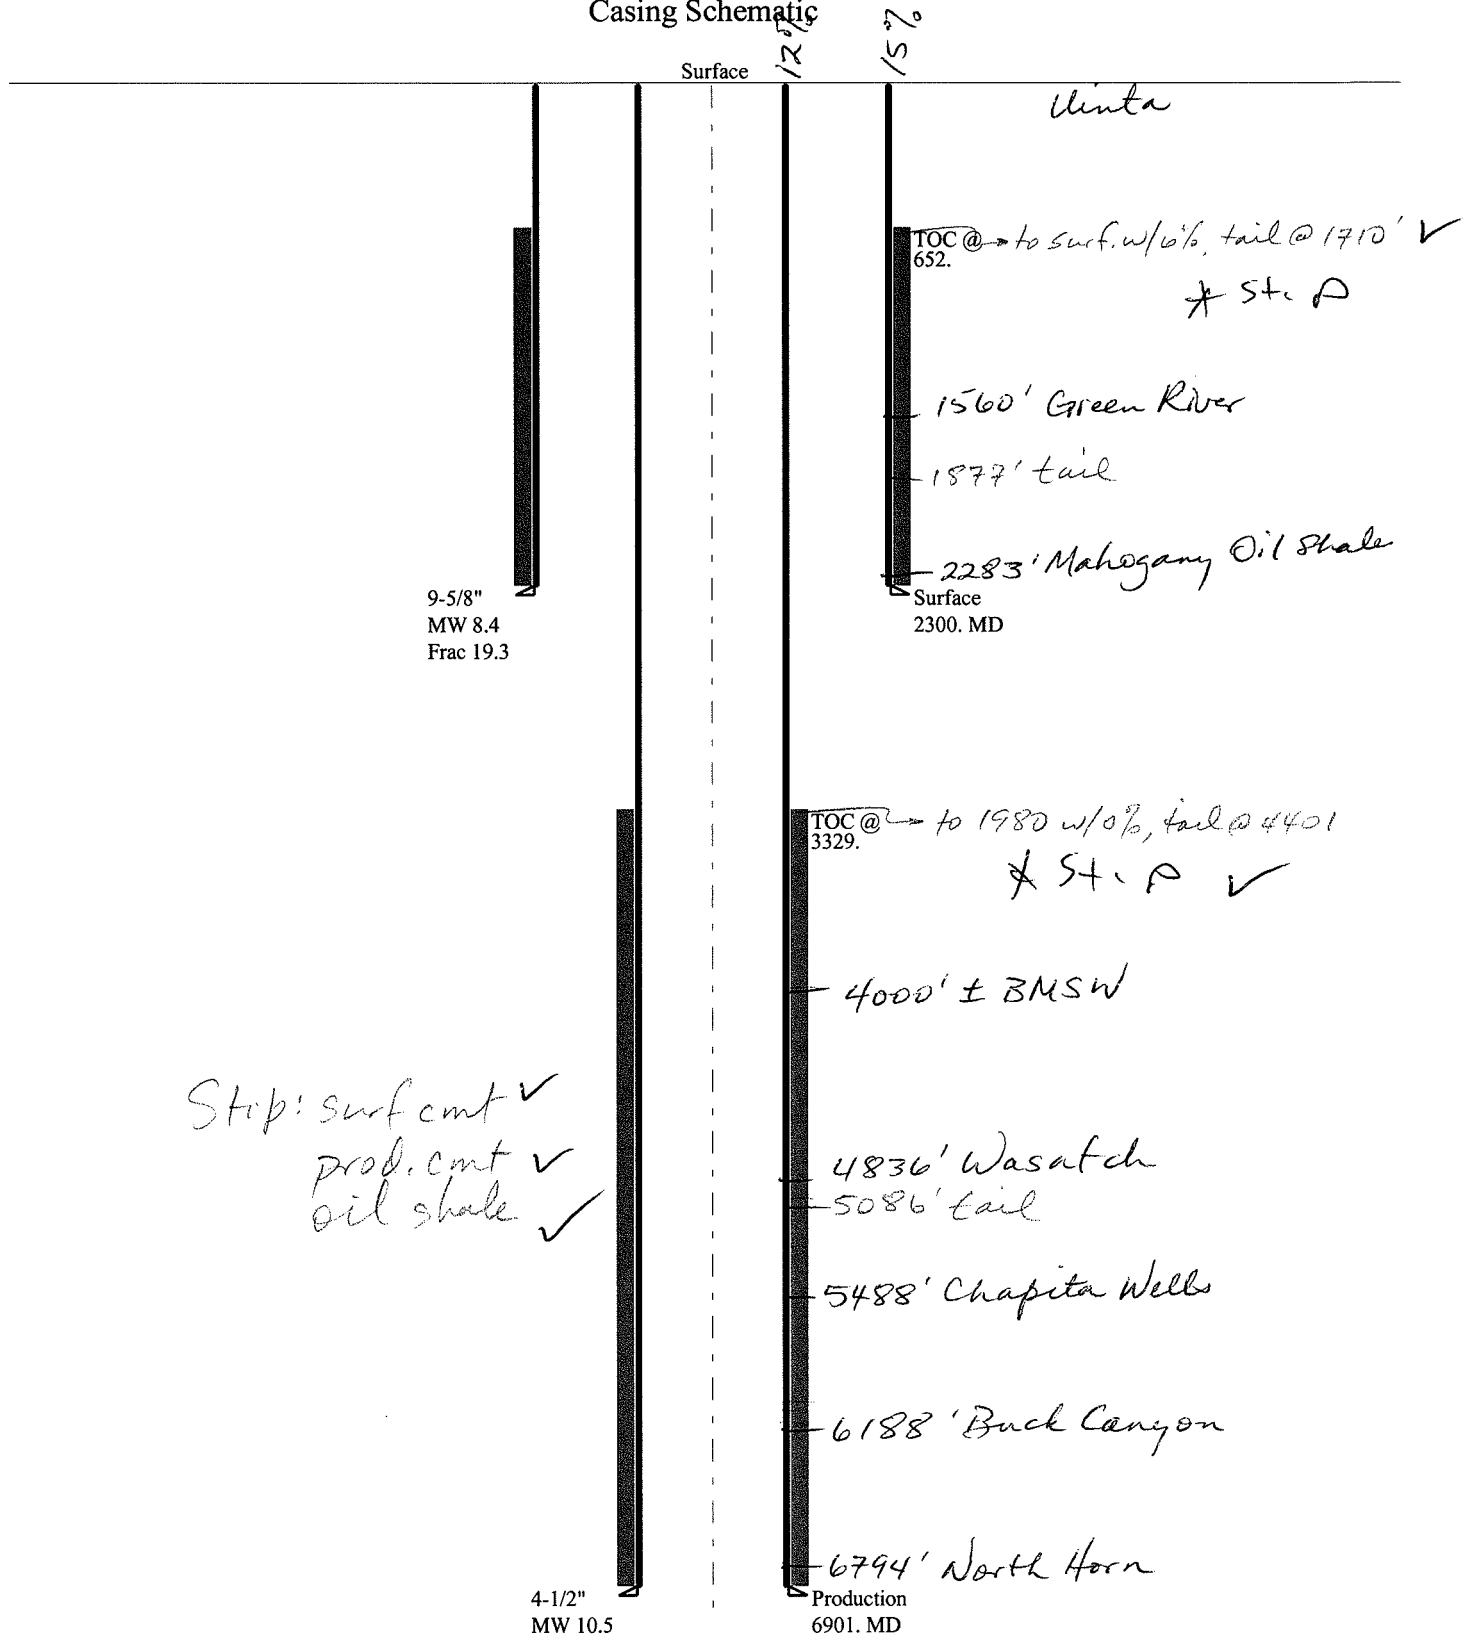 Casing Schematic
12%
15%
Surface
Uinta
TOC @ → to surf. w/6%, tail @ 1710' ✓
652.
* Stip
1560' Green River
1877' tail
2283' Mahogany Oil Shale
9-5/8"
MW 8.4
Frac 19.3
Surface
2300. MD
TOC @ → to 1980 w/0%, tail @ 4401
3329.
* Stip ✓
4000' ± BMSW
Stip: surf cmt ✓
prod. cmt ✓
oil shale ✓
4836' Wasatch
5086' tail
5488' Chapita Wells
6188' Buck Canyon
6794' North Horn
4-1/2"
MW 10.5
Production
6901. MD